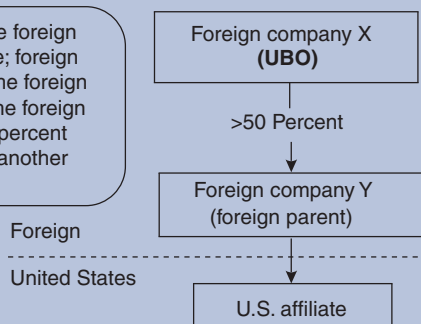 e foreign
e; foreign
he foreign
he foreign
percent
another
Foreign company X
(UBO)
>50 Percent
Foreign company Y
(foreign parent)
Foreign
United States
U.S. affiliate